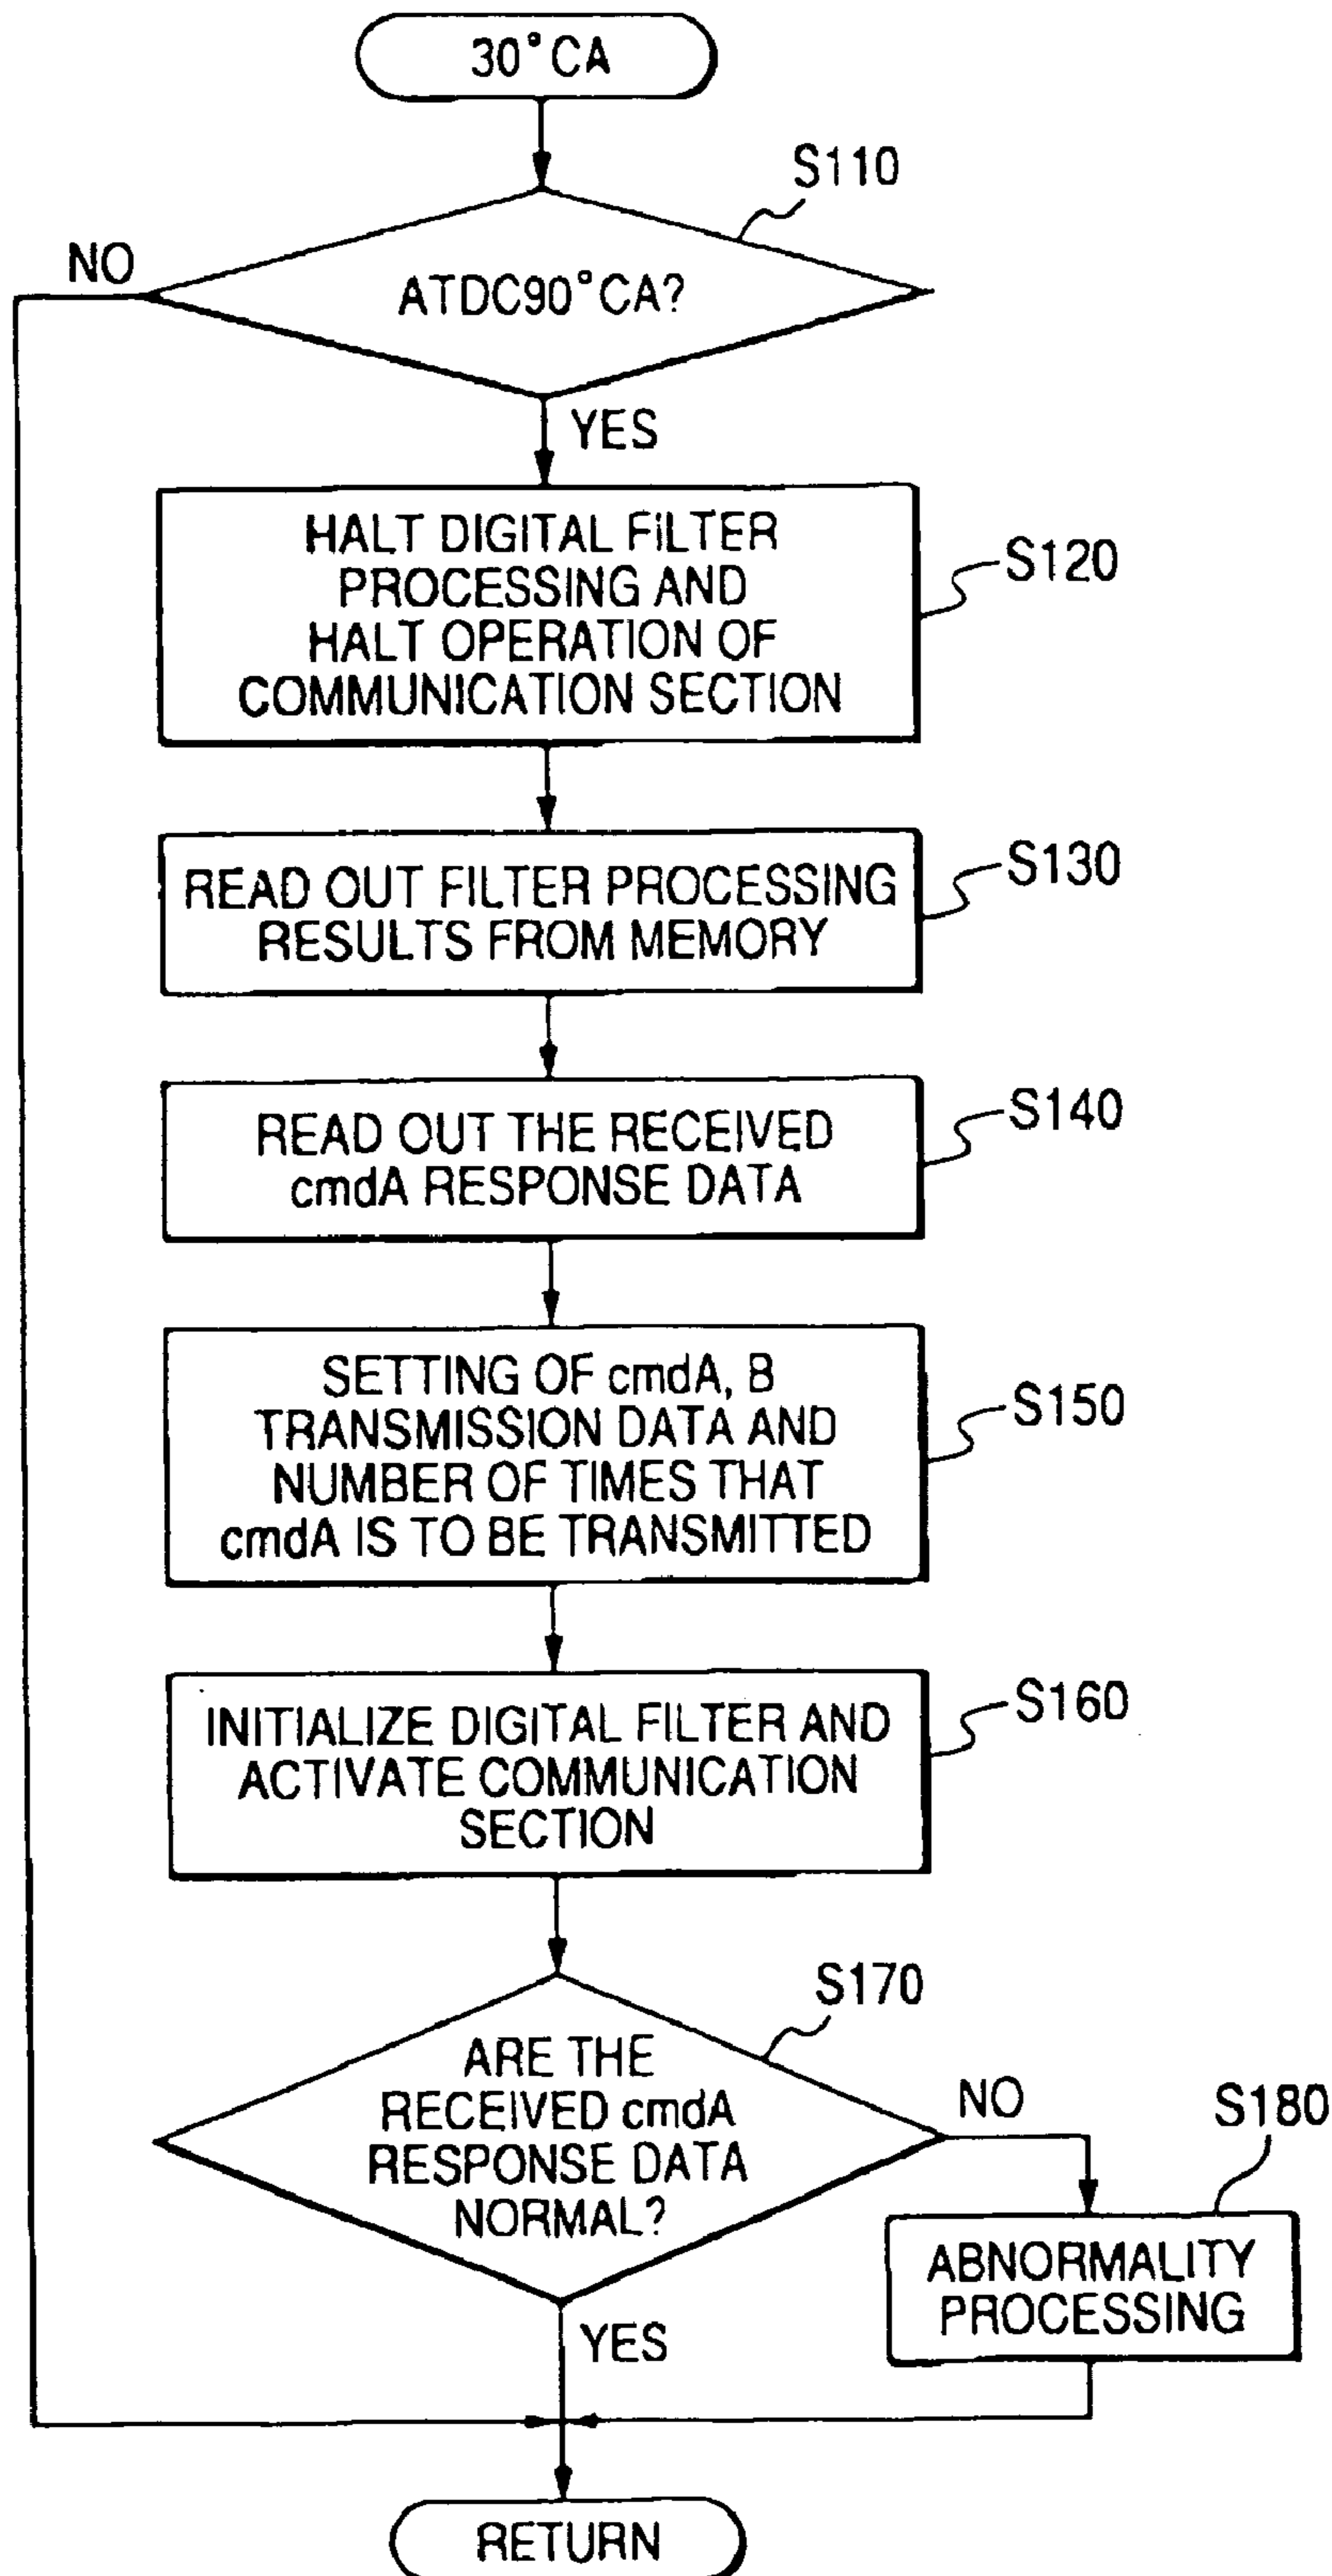 30°CA
S110
NO
ATDC90°CA?
YES
HALT DIGITAL FILTER
PROCESSING AND
HALT OPERATION OF
COMMUNICATION SECTION
S120
READ OUT FILTER PROCESSING
RESULTS FROM MEMORY
S130
READ OUT THE RECEIVED
cmdA RESPONSE DATA
S140
SETTING OF cmdA, B
TRANSMISSION DATA AND
NUMBER OF TIMES THAT
cmdA IS TO BE TRANSMITTED
S150
INITIALIZE DIGITAL FILTER AND
ACTIVATE COMMUNICATION
SECTION
S160
S170
ARE THE
RECEIVED cmdA
RESPONSE DATA
NORMAL?
NO
S180
ABNORMALITY
PROCESSING
YES
RETURN